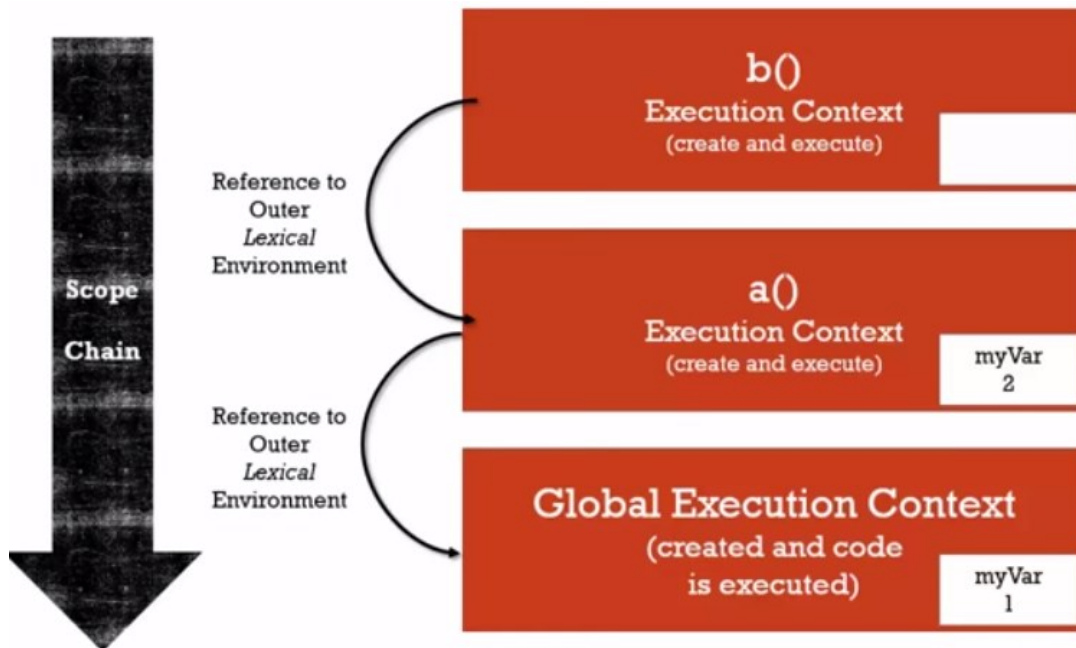 b()
Execution Context
(create and execute)
Reference to
Outer
Lexical
Environment
Scope
Chain
a()
Execution Context
(create and execute)
myVar
2
Reference to
Outer
Lexical
Environment
Global Execution Context
(created and code
is executed)
myVar
1